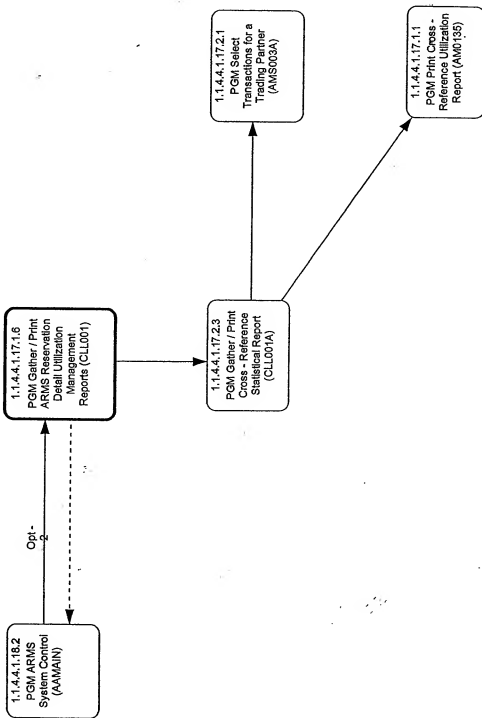 1.1.4.4.1.18.2
PGM ARMS
System Control
(AAMAIN)
Opt -
2
1.1.4.4.1.17.1.6
PGM Gather / Print
ARMS Reservation
Detail Utilization
Management
Reports (CLL001)
1.1.4.4.1.17.2.3
PGM Gather / Print
Cross - Reference
Statistical Report
(CLL001A)
1.1.4.4.1.17.2.1
PGM Select
Transactions for a
Trading Partner
(AMS003A)
1.1.4.4.1.17.1.1
PGM Print Cross -
Reference Utilization
Report (AM0135)